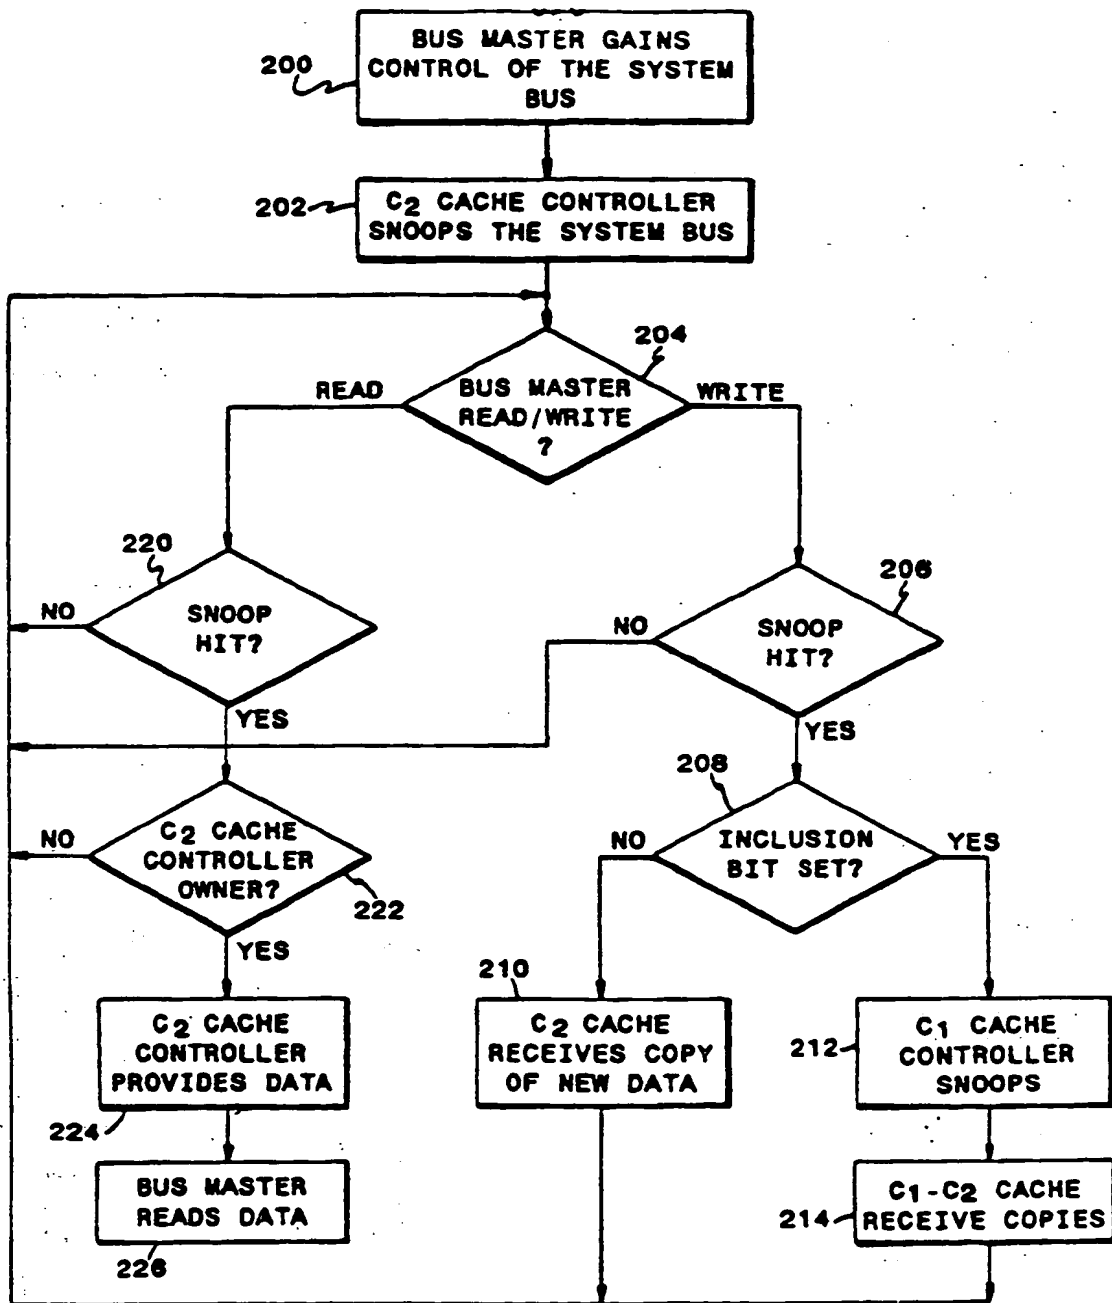 BUS MASTER GAINS
CONTROL OF THE SYSTEM
BUS
200
C2 CACHE CONTROLLER
SNOOPS THE SYSTEM BUS
202
204
BUS MASTER
READ/WRITE
?
READ
WRITE
220
SNOOP
HIT?
NO
YES
206
SNOOP
HIT?
NO
YES
C2 CACHE
CONTROLLER
OWNER?
NO
222
YES
208
INCLUSION
BIT SET?
NO
YES
C2 CACHE
CONTROLLER
PROVIDES DATA
224
BUS MASTER
READS DATA
226
210
C2 CACHE
RECEIVES COPY
OF NEW DATA
212
C1 CACHE
CONTROLLER
SNOOPS
214
C1-C2 CACHE
RECEIVE COPIES